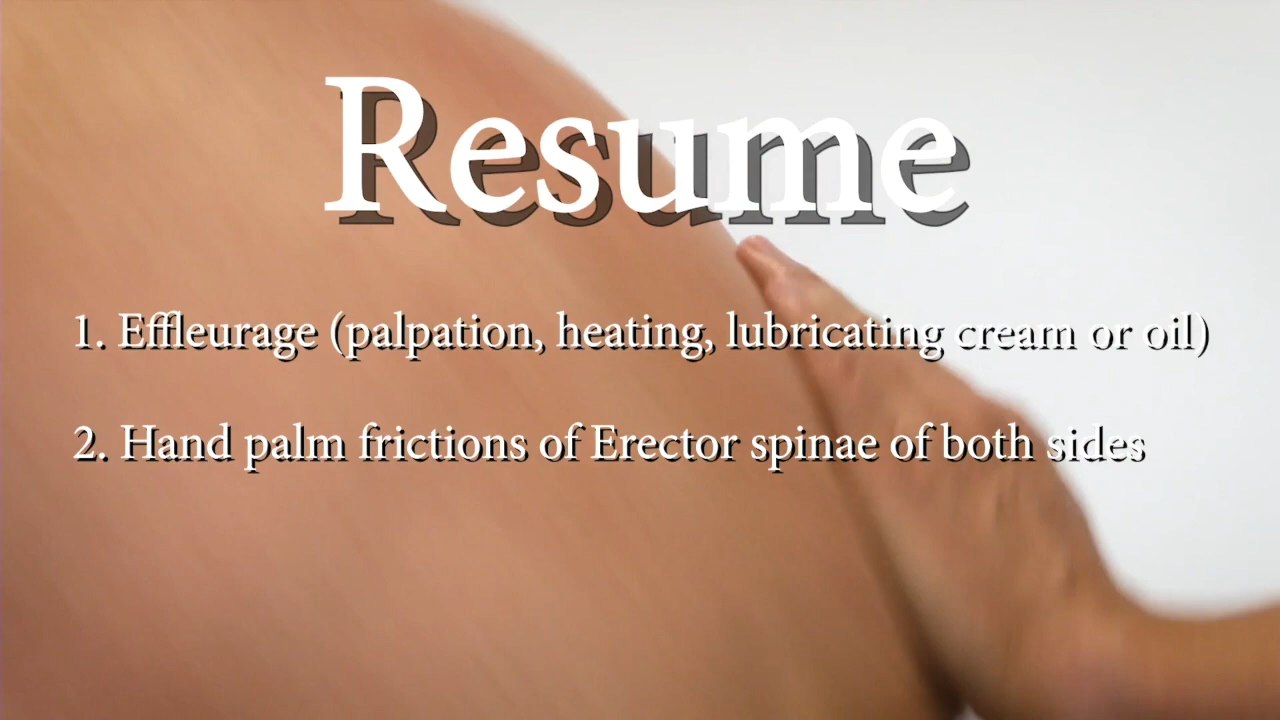 Resume
1. Effleurage (palpation, heating, lubricating cream or oil)
2. Hand palm frictions of Erector spinae of both sides